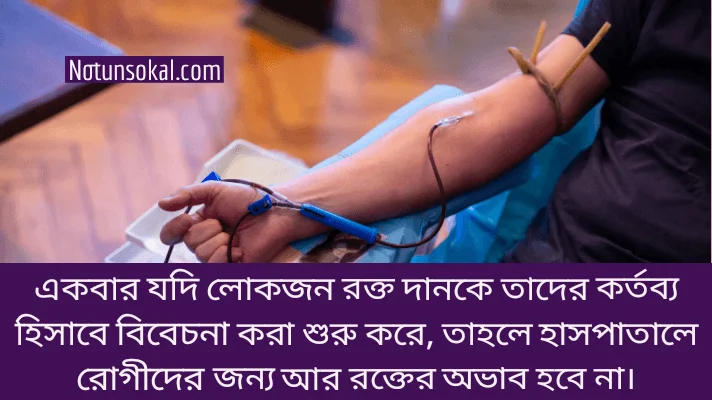 Notunsokal.com
একবার যদি লোকজন রক্ত দানকে তাদের কর্তব্য
হিসাবে বিবেচনা করা শুরু করে, তাহলে হাসপাতালে
রোগীদের জন্য আর রক্তের অভাব হবে না।